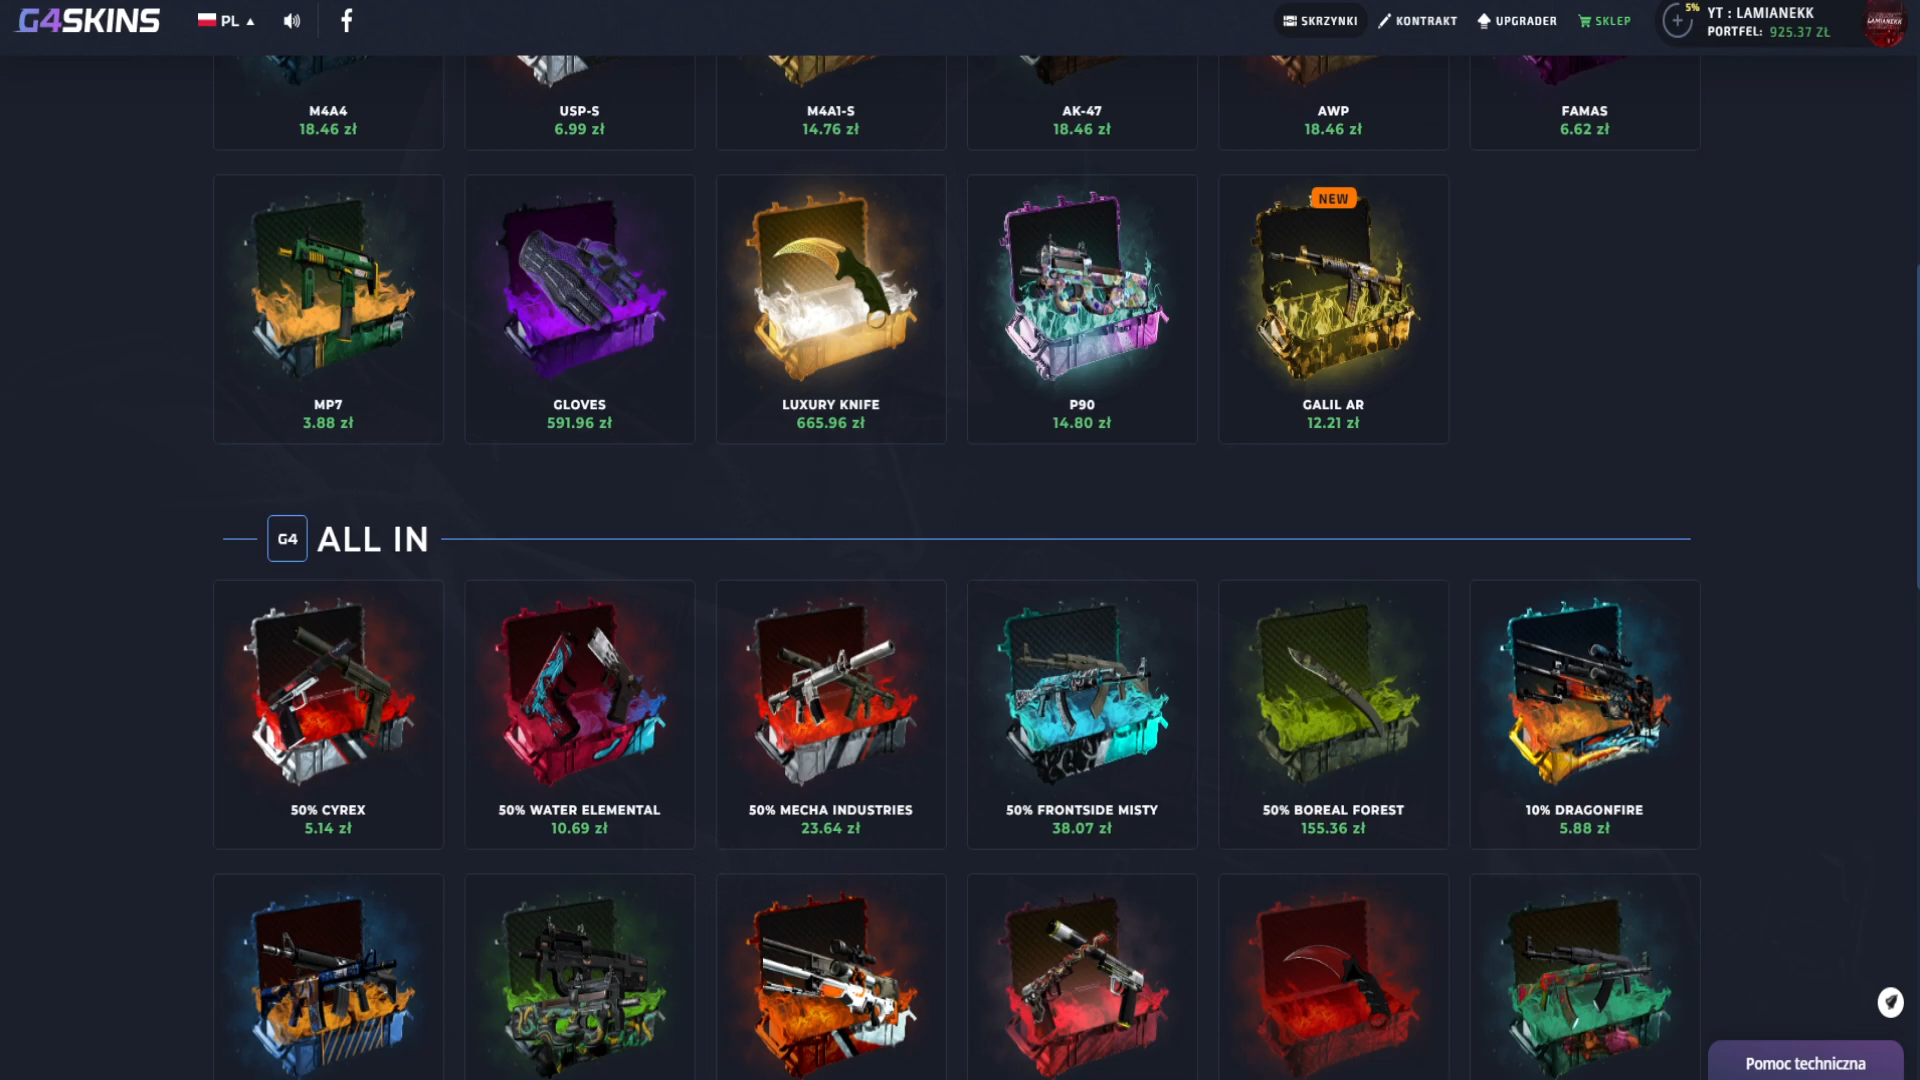 G4SKINS
PL
SKRZYNKI
KONTRAKT
UPGRADER
SKLEP
5%
YT : LAMIANEKK
PORTFEL: 925.37 ZŁ
LAMIANEKK
M4A4
18.46 zł
USP-S
6.99 zł
M4A1-S
14.76 zł
AK-47
18.46 zł
AWP
18.46 zł
FAMAS
6.62 zł
NEW
MP7
3.88 zł
GLOVES
591.96 zł
LUXURY KNIFE
665.96 zł
P90
14.80 zł
GALIL AR
12.21 zł
G4 ALL IN
50% CYREX
5.14 zł
50% WATER ELEMENTAL
10.69 zł
50% MECHA INDUSTRIES
23.64 zł
50% FRONTSIDE MISTY
38.07 zł
50% BOREAL FOREST
155.36 zł
10% DRAGONFIRE
5.88 zł
Pomoc techniczna